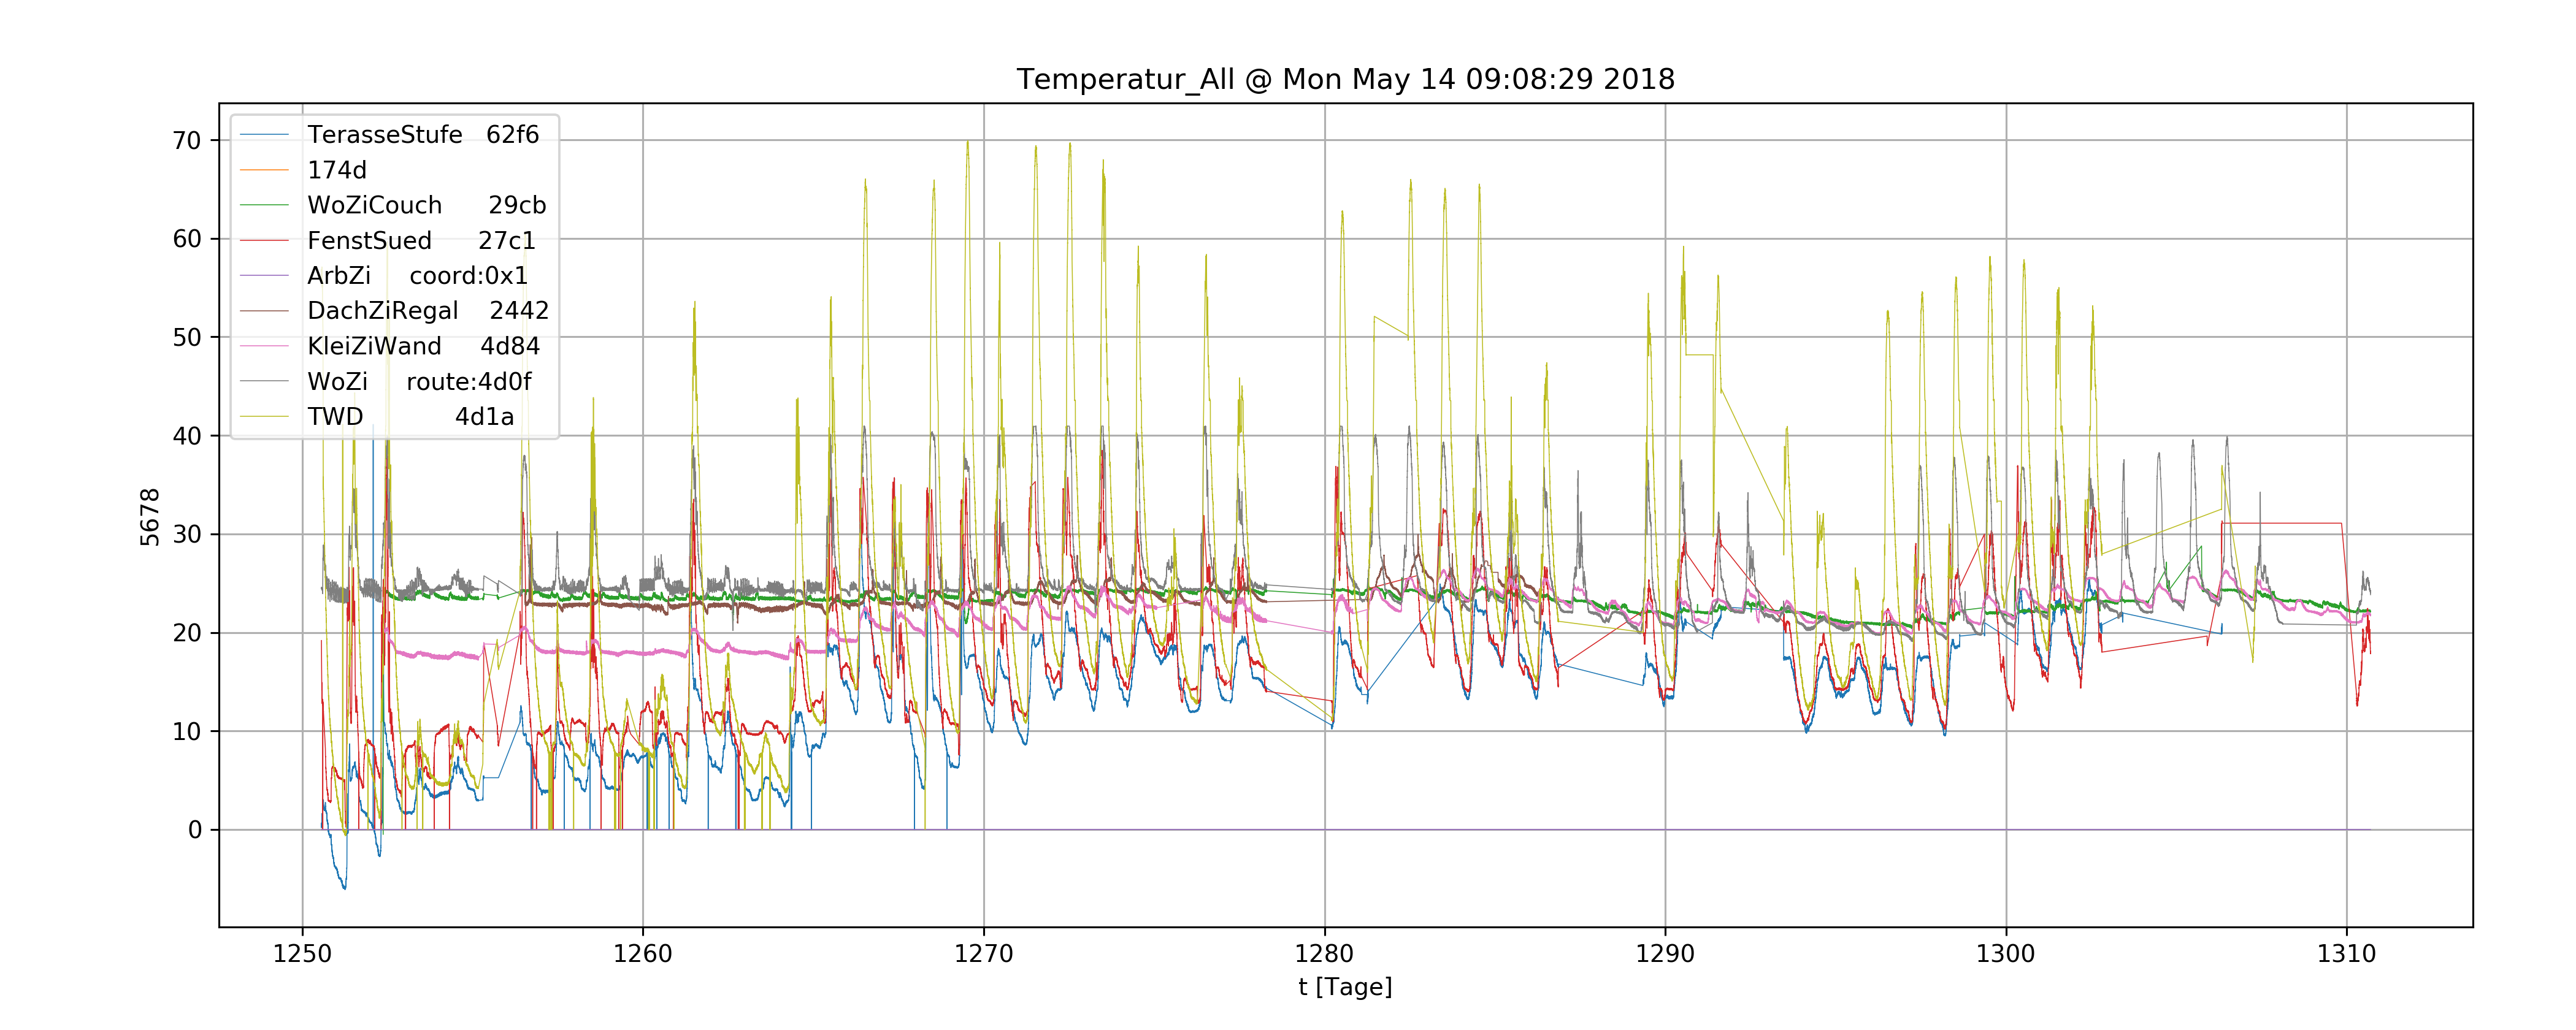 Temperatur_All @ Mon May 14 09:08:29 2018
70
60
50
40
30
20
10
0
5678
TerasseStufe 62f6
174d
WoZiCouch 29cb
FenstSued 27c1
ArbZi coord:0x1
DachZiRegal 2442
KleiZiWand 4d84
WoZi route:4d0f
TWD 4d1a
1250 1260 1270 1280 1290 1300 1310
t [Tage]